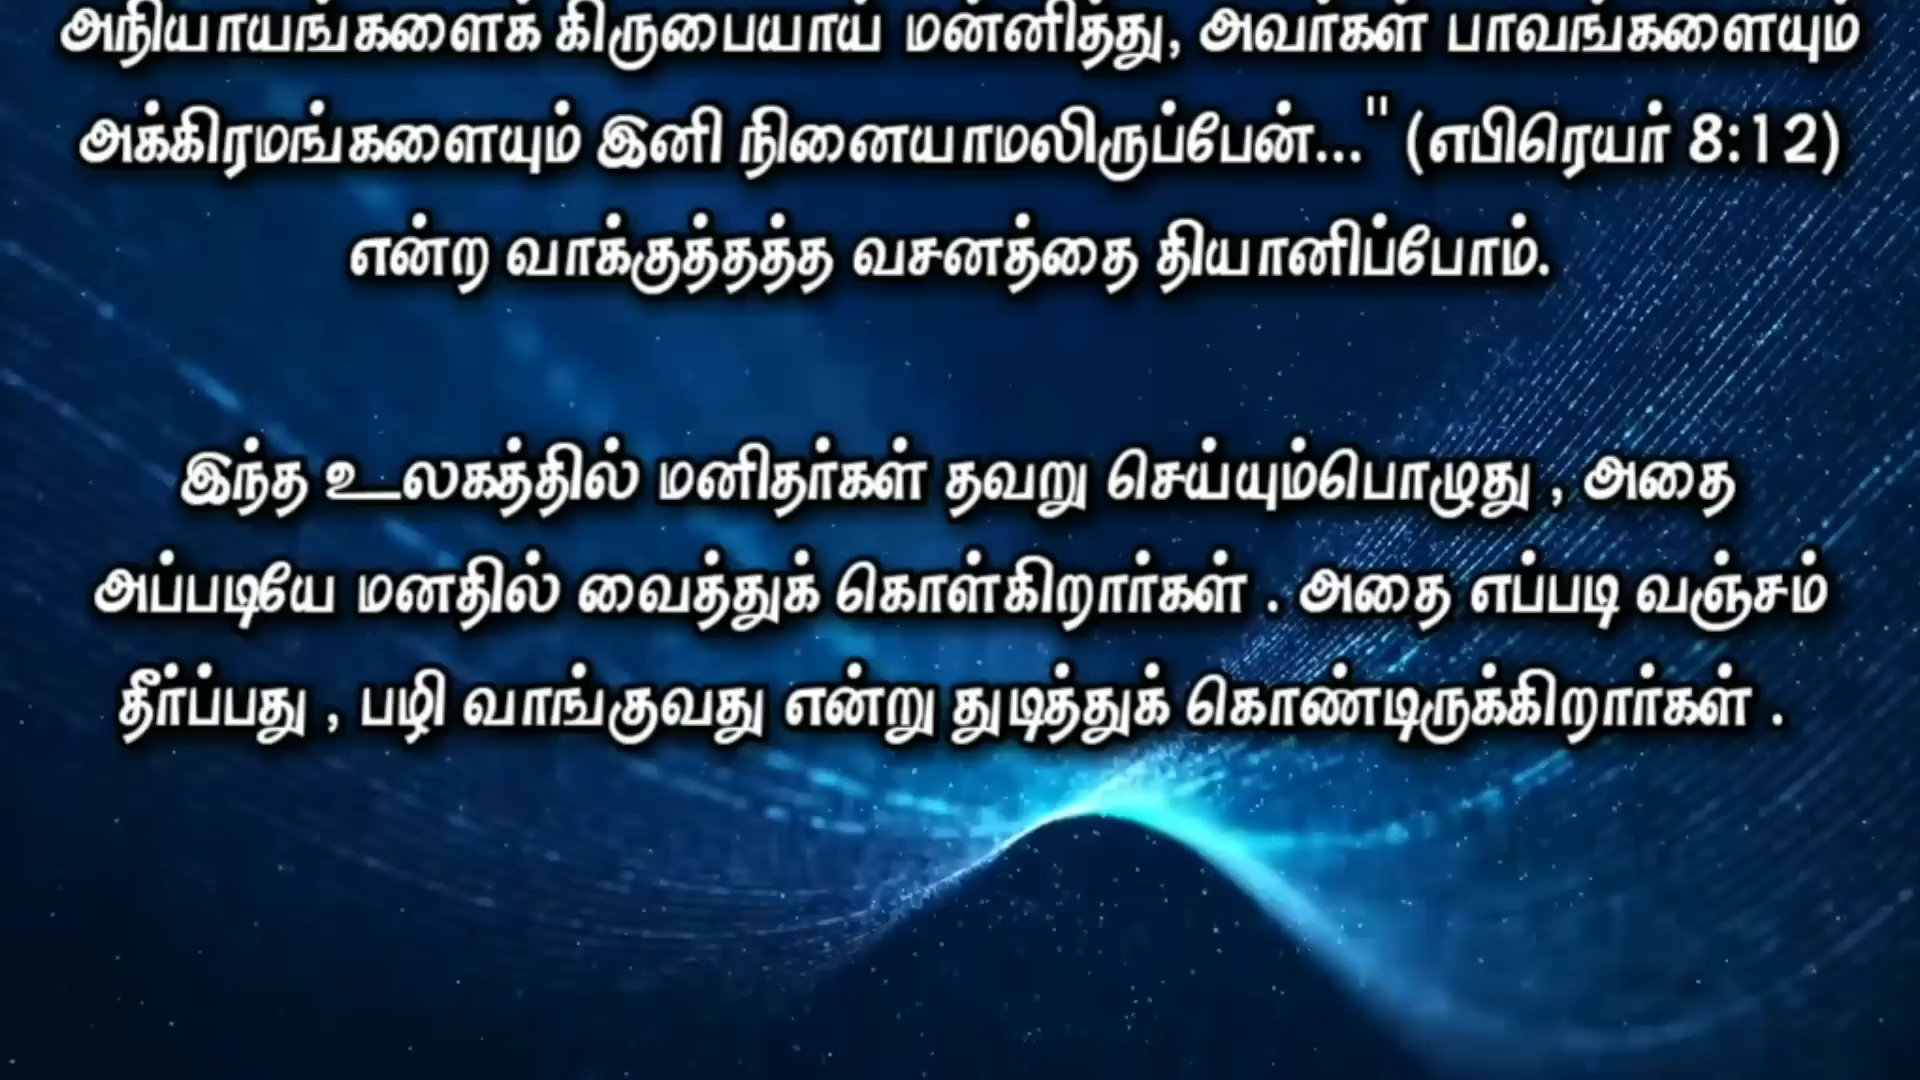 அநியாயங்களைக் கிருபையாய் மன்னித்து, அவர்கள் பாவங்களையும்
அக்கிரமங்களையும் இனி நினையாமலிருப்பேன்..." (எபிரெயர் 8:12)
என்ற வாக்குத்தத்த வசனத்தை தியானிப்போம்.
இந்த உலகத்தில் மனிதர்கள் தவறு செய்யும்பொழுது , அதை
அப்படியே மனதில் வைத்துக் கொள்கிறார்கள் . அதை எப்படி வஞ்சம்
தீர்ப்பது , பழி வாங்குவது என்று துடித்துக் கொண்டிருக்கிறார்கள் .